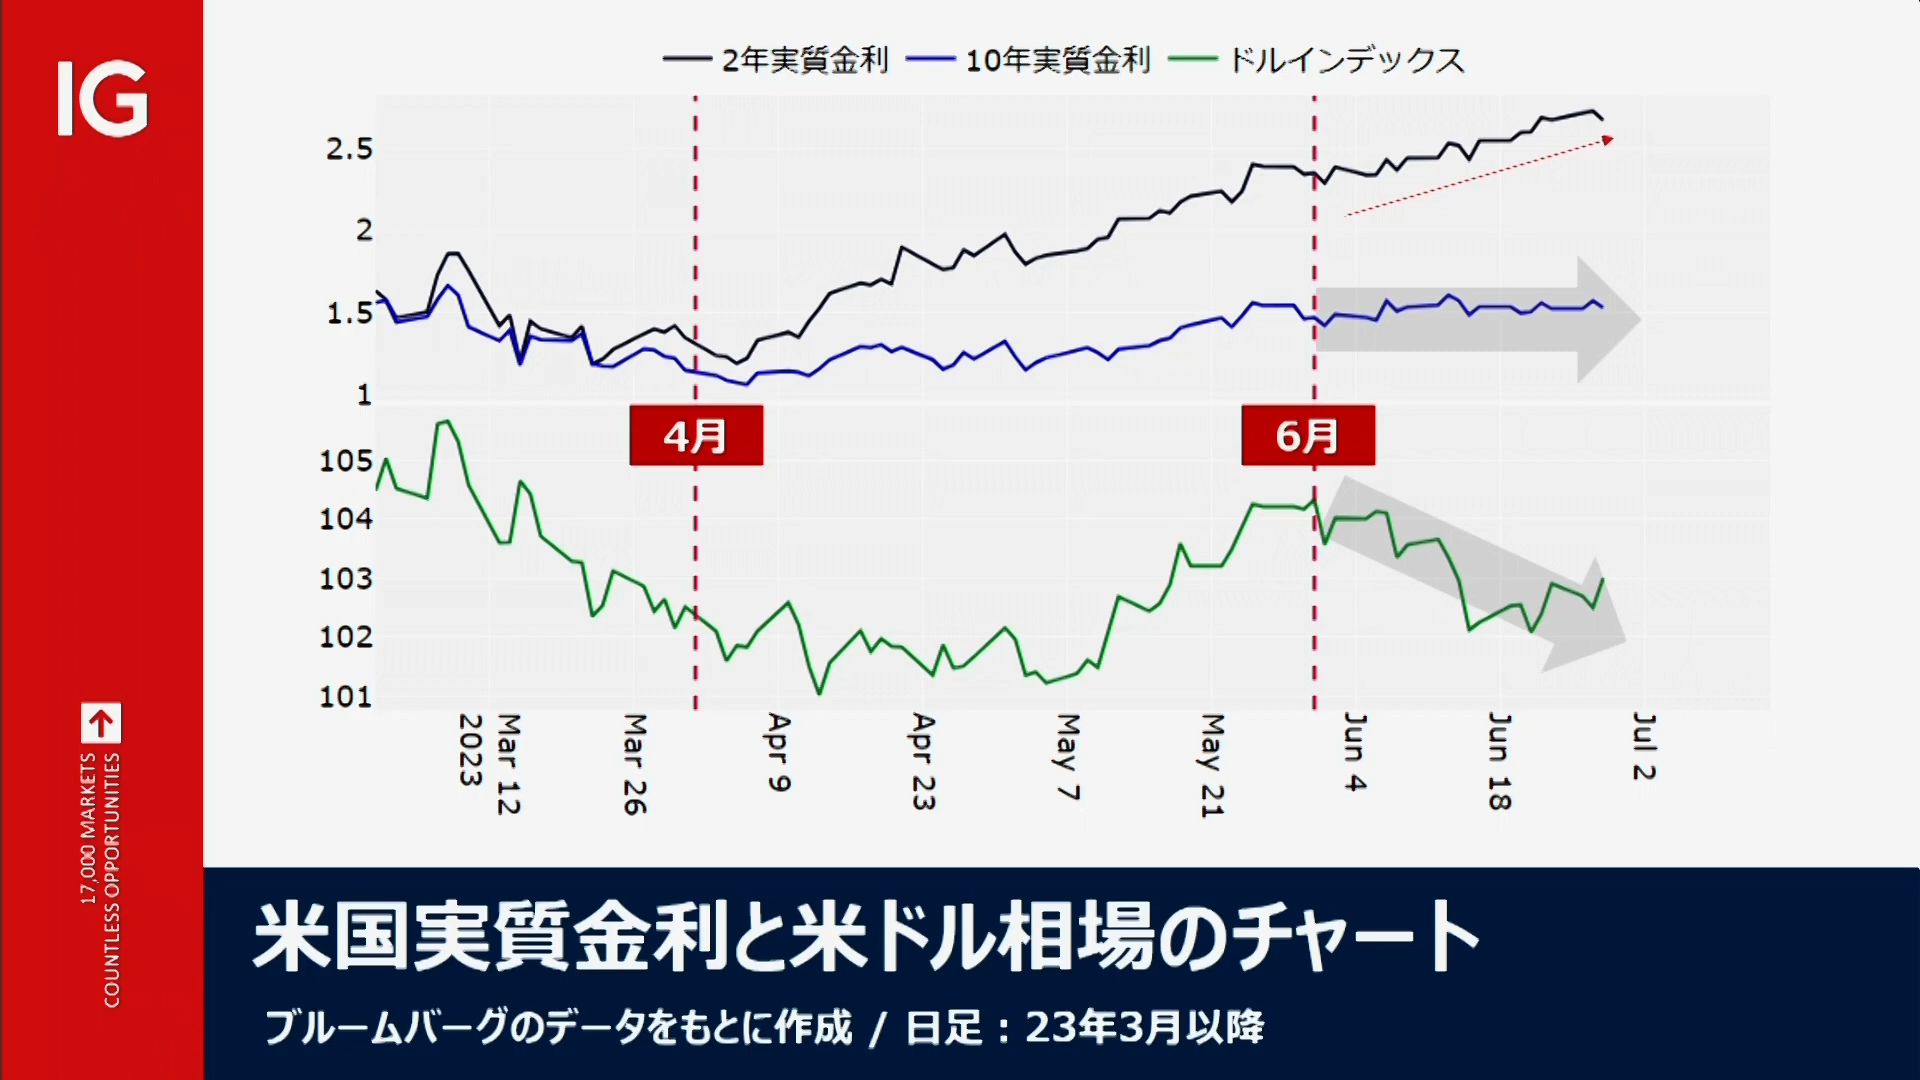 IG
17,000 MARKETS
COUNTLESS OPPORTUNITIES
2年実質金利 10年実質金利 ドルインデックス
2.5
2
1.5
1
4月 6月
105
104
103
102
101
Mar 12 Mar 26 Apr 9 Apr 23 May 7 May 21 Jun 4 Jun 18 Jul 2
2023
米国実質金利と米ドル相場のチャート
ブルームバーグのデータをもとに作成 / 日足：23年3月以降